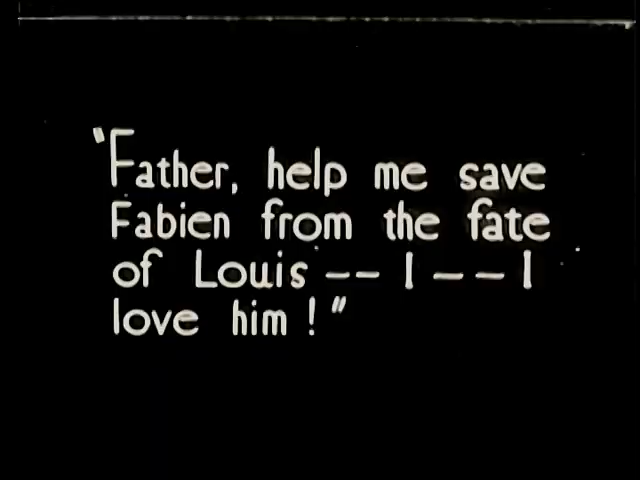 "Father, help me save
Fabien from the fate
of Louis -- I -- I
love him!"